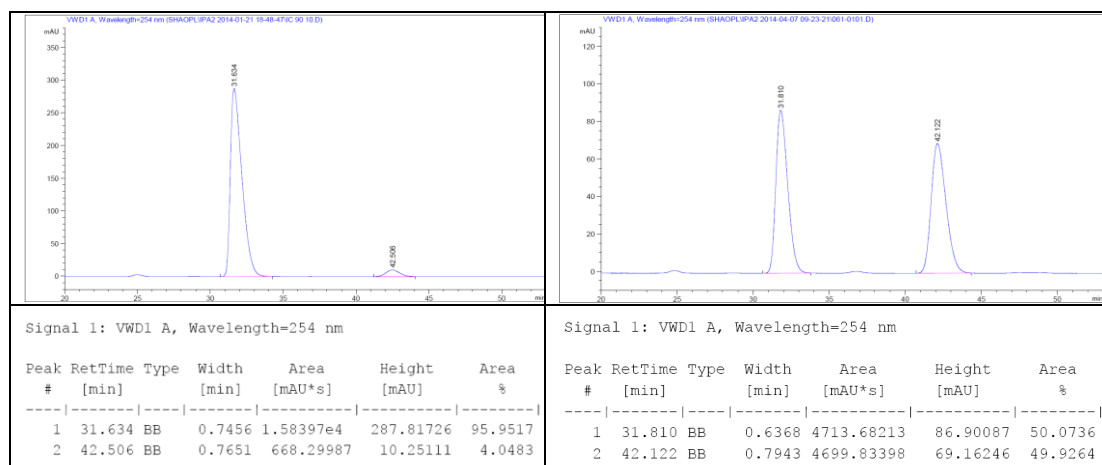 VWD1 A, Wavelength=254 nm (SHAOPL\IPA2 2014-01-21 18-48-47\IC 90 10.D)
mAU
350
300
250
200
150
100
50
0
31.634
42.506
20 25 30 35 40 45 50 min
VWD1 A, Wavelength=254 nm (SHAOPL\IPA2 2014-04-07 09-23-21\061-0101.D)
mAU
120
100
80
60
40
20
0
31.810
42.122
20 25 30 35 40 45 50
Signal 1: VWD1 A, Wavelength=254 nm
Peak RetTime Type Width Area Height Area
# [min] [min] [mAU*s] [mAU] %
----|-------|----|-------|----------|----------|--------|
1 31.634 BB 0.7456 1.58397e4 287.81726 95.9517
2 42.506 BB 0.7651 668.29987 10.25111 4.0483
Signal 1: VWD1 A, Wavelength=254 nm
Peak RetTime Type Width Area Height Area
# [min] [min] [mAU*s] [mAU] %
----|-------|----|-------|----------|----------|--------|
1 31.810 BB 0.6368 4713.68213 86.90087 50.0736
2 42.122 BB 0.7943 4699.83398 69.16246 49.9264